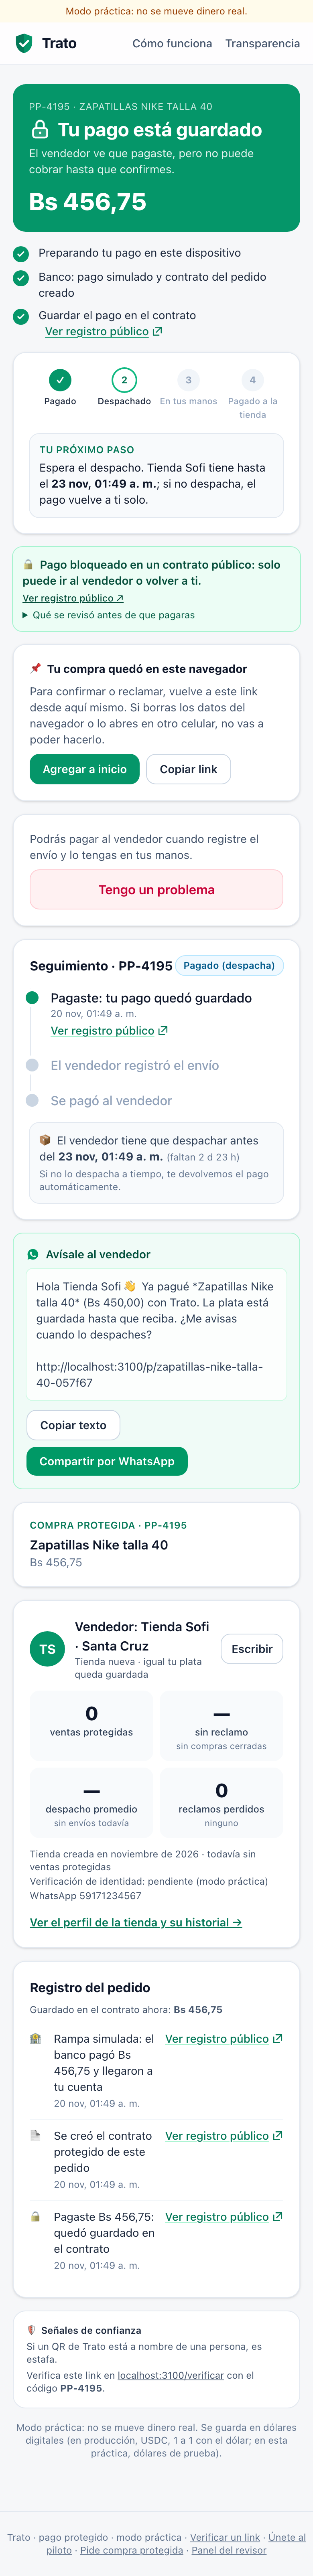 Modo práctica: no se mueve dinero real.
Trato
Cómo funciona
Transparencia
PP-4195 · ZAPATILLAS NIKE TALLA 40
Tu pago está guardado
El vendedor ve que pagaste, pero no puede
cobrar hasta que confirmes.
Bs 456,75
Preparando tu pago en este dispositivo
Banco: pago simulado y contrato del pedido
creado
Guardar el pago en el contrato
Ver registro público
2
3
4
Pagado
Despachado
En tus manos
Pagado a la
tienda
TU PRÓXIMO PASO
Espera el despacho. Tienda Sofi tiene hasta
el 23 nov, 01:49 a. m.; si no despacha, el
pago vuelve a ti solo.
Pago bloqueado en un contrato público: solo
puede ir al vendedor o volver a ti.
Ver registro público ↗
▶ Qué se revisó antes de que pagaras
Tu compra quedó en este navegador
Para confirmar o reclamar, vuelve a este link
desde aquí mismo. Si borras los datos del
navegador o lo abres en otro celular, no vas a
poder hacerlo.
Agregar a inicio
Copiar link
Podrás pagar al vendedor cuando registre el
envío y lo tengas en tus manos.
Tengo un problema
Seguimiento · PP-4195
Pagado (despacha)
Pagaste: tu pago quedó guardado
20 nov, 01:49 a. m.
Ver registro público
El vendedor registró el envío
Se pagó al vendedor
El vendedor tiene que despachar antes
del 23 nov, 01:49 a. m. (faltan 2 d 23 h)
Si no lo despacha a tiempo, te devolvemos el pago
automáticamente.
Avísale al vendedor
Hola Tienda Sofi 👋 Ya pagué *Zapatillas Nike
talla 40* (Bs 450,00) con Trato. La plata está
guardada hasta que reciba. ¿Me avisas
cuando lo despaches?
http://localhost:3100/p/zapatillas-nike-talla-
40-057f67
Copiar texto
Compartir por WhatsApp
COMPRA PROTEGIDA · PP-4195
Zapatillas Nike talla 40
Bs 456,75
TS
Vendedor: Tienda Sofi
· Santa Cruz
Tienda nueva · igual tu plata
queda guardada
Escribir
0
ventas protegidas
—
sin reclamo
sin compras cerradas
—
despacho promedio
sin envíos todavía
0
reclamos perdidos
ninguno
Tienda creada en noviembre de 2026 · todavía sin
ventas protegidas
Verificación de identidad: pendiente (modo práctica)
WhatsApp 59171234567
Ver el perfil de la tienda y su historial →
Registro del pedido
Guardado en el contrato ahora: Bs 456,75
Rampa simulada: el
banco pagó Bs
456,75 y llegaron a
tu cuenta
20 nov, 01:49 a. m.
Ver registro público
Se creó el contrato
protegido de este
pedido
20 nov, 01:49 a. m.
Ver registro público
Pagaste Bs 456,75:
quedó guardado en
el contrato
20 nov, 01:49 a. m.
Ver registro público
Señales de confianza
Si un QR de Trato está a nombre de una persona, es
estafa.
Verifica este link en localhost:3100/verificar con el
código PP-4195.
Modo práctica: no se mueve dinero real. Se guarda en dólares
digitales (en producción, USDC, 1 a 1 con el dólar; en esta
práctica, dólares de prueba).
Trato · pago protegido · modo práctica · Verificar un link · Únete al
piloto · Pide compra protegida · Panel del revisor